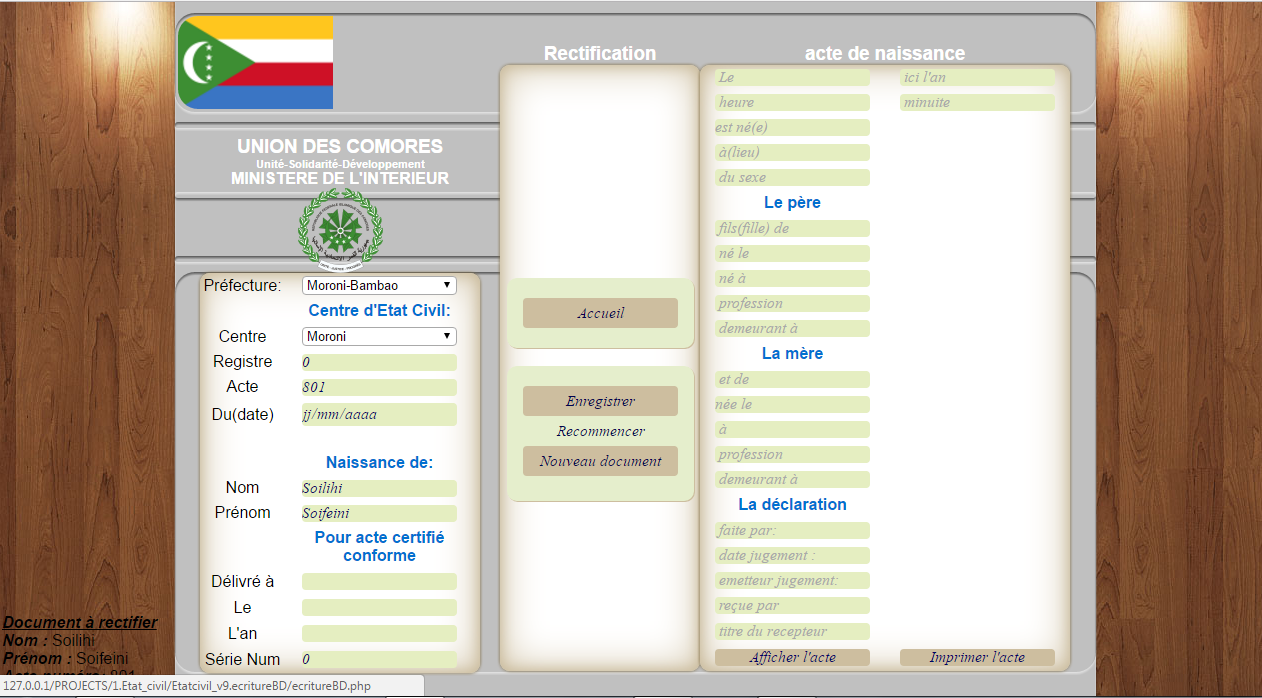 Rectification
acte de naissance
UNION DES COMORES
Unité-Solidarité-Développement
MINISTERE DE L'INTERIEUR
Préfecture: Moroni-Bambao
Centre d'Etat Civil:
Centre Moroni
Registre 0
Acte 801
Du(date) jj/mm/aaaa
Naissance de:
Nom Soilihi
Prénom Soifeini
Pour acte certifié
conforme
Délivré à
Le
L'an
Série Num 0
Accueil
Enregistrer
Recommencer
Nouveau document
Le ici l'an
heure minuite
est né(e)
à(lieu)
du sexe
Le père
fils(fille) de
né le
né à
profession
demeurant à
La mère
et de
née le
à
profession
demeurant à
La déclaration
faite par:
date jugement :
emetteur jugement:
reçue par
titre du recepteur
Afficher l'acte Imprimer l'acte
Document à rectifier
Nom : Soilihi
Prénom : Soifeini
127.0.0.1/PROJECTS/1.Etat_civil/Etatcivil_v9.ecritureBD/ecritureBD.php